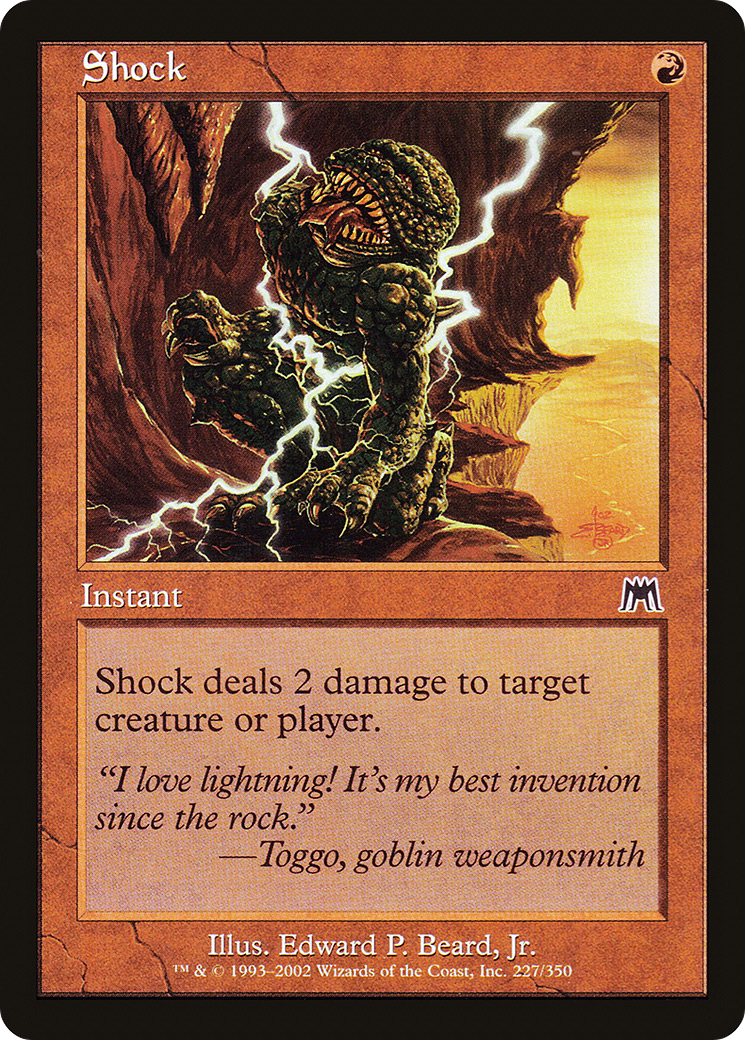 Shock
Instant
Shock deals 2 damage to target
creature or player.
“I love lightning! It’s my best invention
since the rock.”
—Toggo, goblin weaponsmith
Illus. Edward P. Beard, Jr.
™ & © 1993–2002 Wizards of the Coast, Inc. 227/350